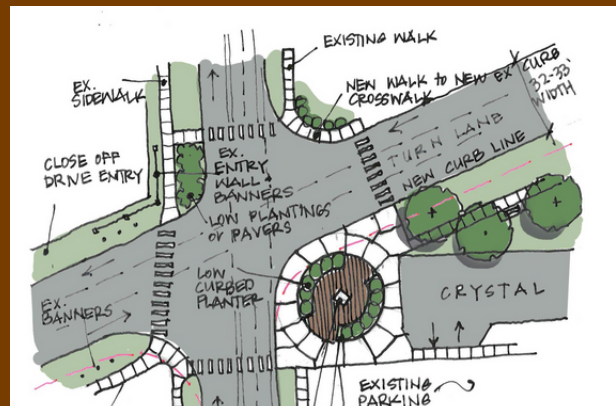 EXISTING WALK
EX.
SIDEWALK
NEW WALK TO NEW EX' CURB
CROSSWALK
32-33'
WIDTH
TURN LANE
NEW CURB LINE
CLOSE OFF
DRIVE ENTRY
EX.
ENTRY
WALL
BANNERS
LOW PLANTINGS
OR PAVERS
LOW
CURBED
PLANTER
EX.
BANNERS
CRYSTAL
EXISTING
PARKING